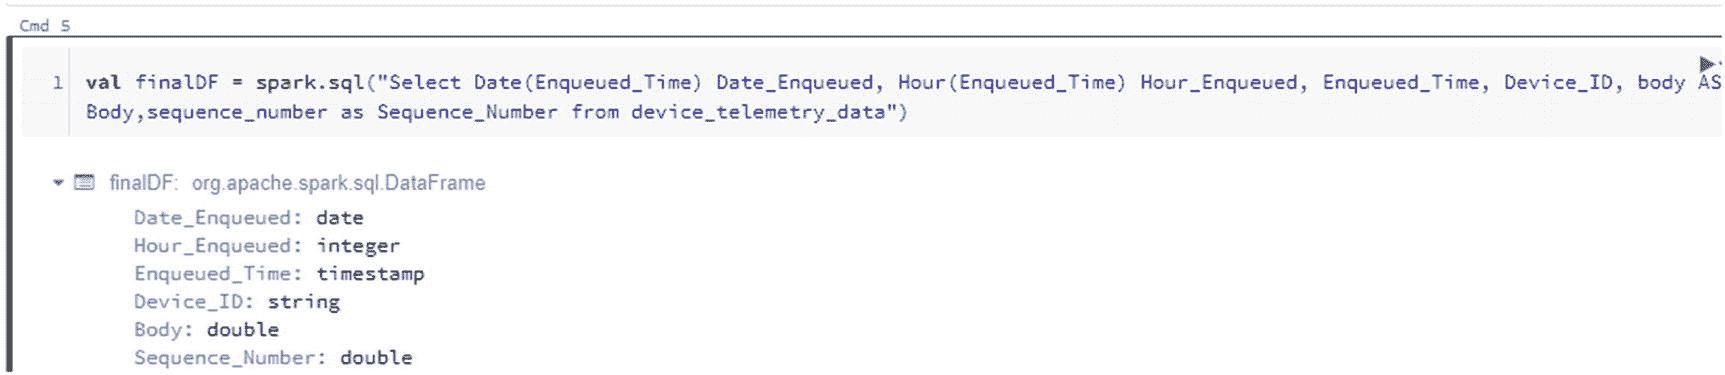 Cmd 5
1 val finalDF = spark.sql("Select Date(Enqueued_Time) Date_Enqueued, Hour(Enqueued_Time) Hour_Enqueued, Enqueued_Time, Device_ID, body AS
Body,sequence_number as Sequence_Number from device_telemetry_data")
finalDF: org.apache.spark.sql.DataFrame
Date_Enqueued: date
Hour_Enqueued: integer
Enqueued_Time: timestamp
Device_ID: string
Body: double
Sequence_Number: double